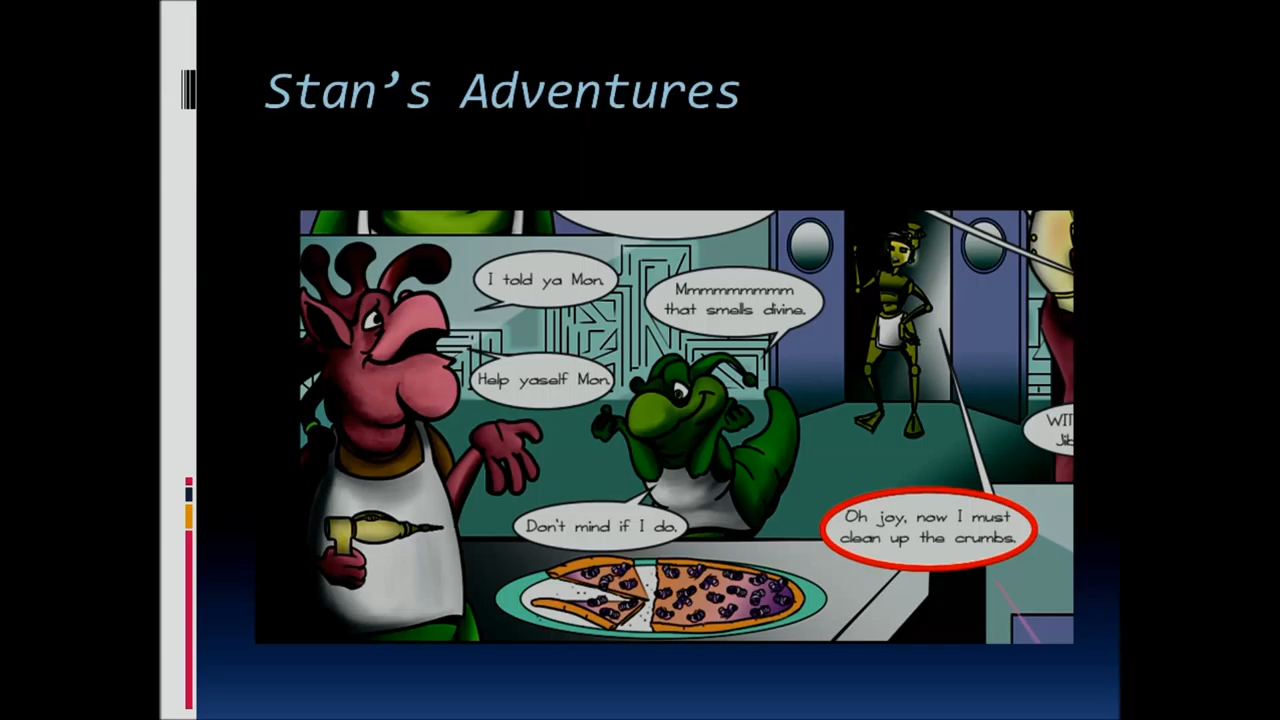 Stan’s Adventures
I told ya Mon.
Mmmmmmmmm
that smells divine.
Help yaself Mon.
Don't mind if I do.
Oh joy, now I must
clean up the crumbs.